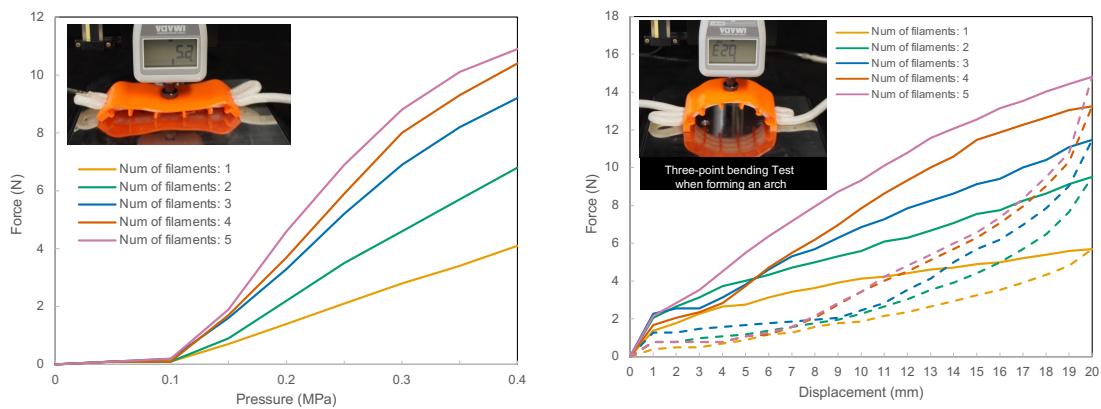 12
10
8
6
4
2
0
Force (N)
0
0.1
0.2
0.3
0.4
Pressure (MPa)
Num of filaments: 1
Num of filaments: 2
Num of filaments: 3
Num of filaments: 4
Num of filaments: 5
18
16
14
12
10
8
6
4
2
0
Force (N)
0 1 2 3 4 5 6 7 8 9 10 11 12 13 14 15 16 17 18 19 20
Displacement (mm)
Three-point bending Test
when forming an arch
Num of filaments: 1
Num of filaments: 2
Num of filaments: 3
Num of filaments: 4
Num of filaments: 5